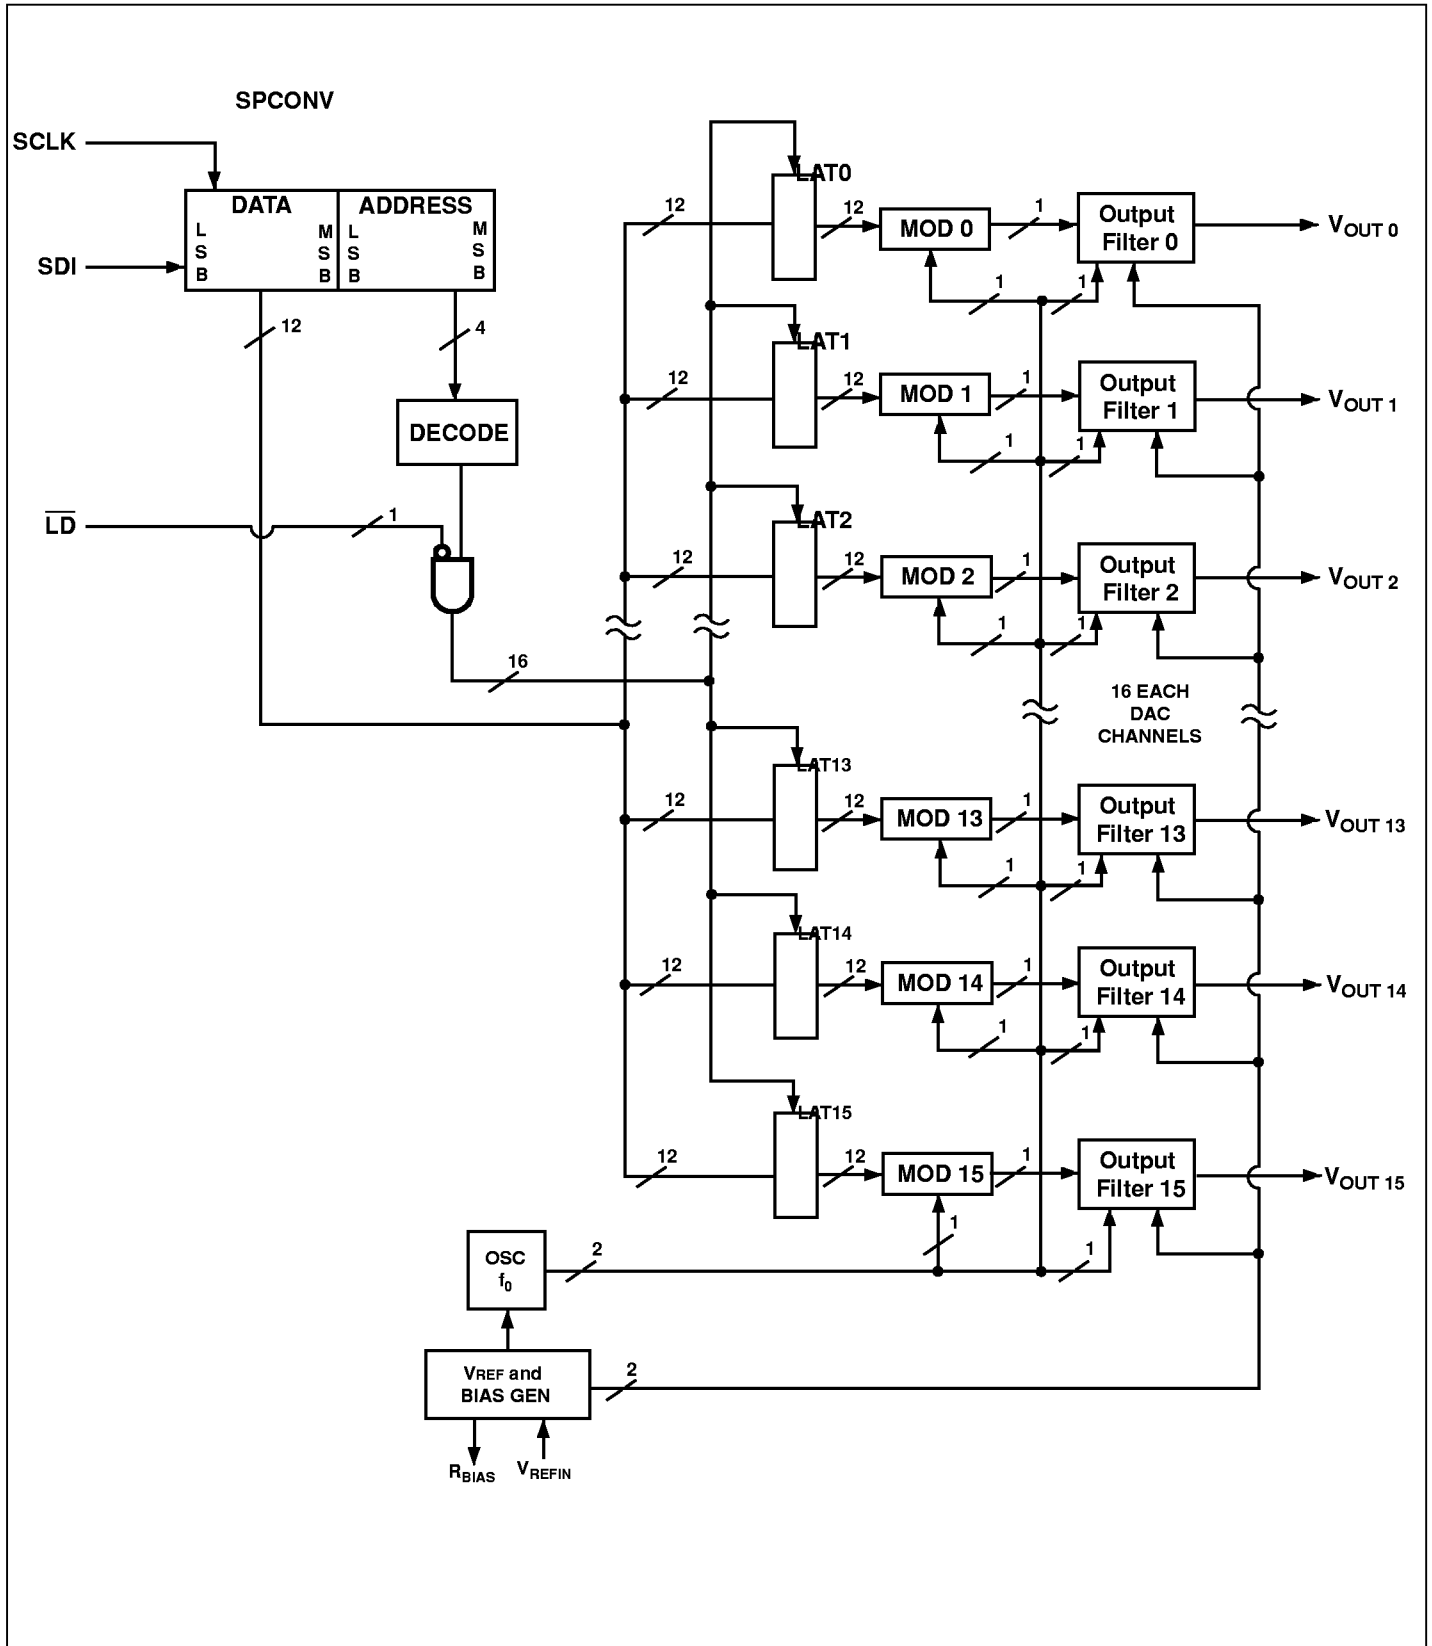 SPCONV
SCLK
DATA
ADDRESS
L
S
B
M
S
B
L
S
B
M
S
B
SDI
12
4
DECODE
LD
1
16
LAT0
12
12
MOD 0
1
Output
Filter 0
VOUT 0
1
1
LAT1
12
12
MOD 1
1
Output
Filter 1
VOUT 1
1
1
LAT2
12
12
MOD 2
1
Output
Filter 2
VOUT 2
1
1
16 EACH
DAC
CHANNELS
LAT13
12
12
MOD 13
1
Output
Filter 13
VOUT 13
1
1
LAT14
12
12
MOD 14
1
Output
Filter 14
VOUT 14
1
1
LAT15
12
12
MOD 15
1
Output
Filter 15
VOUT 15
1
1
OSC
f0
2
VREF and
BIAS GEN
2
RBIAS
VREFIN